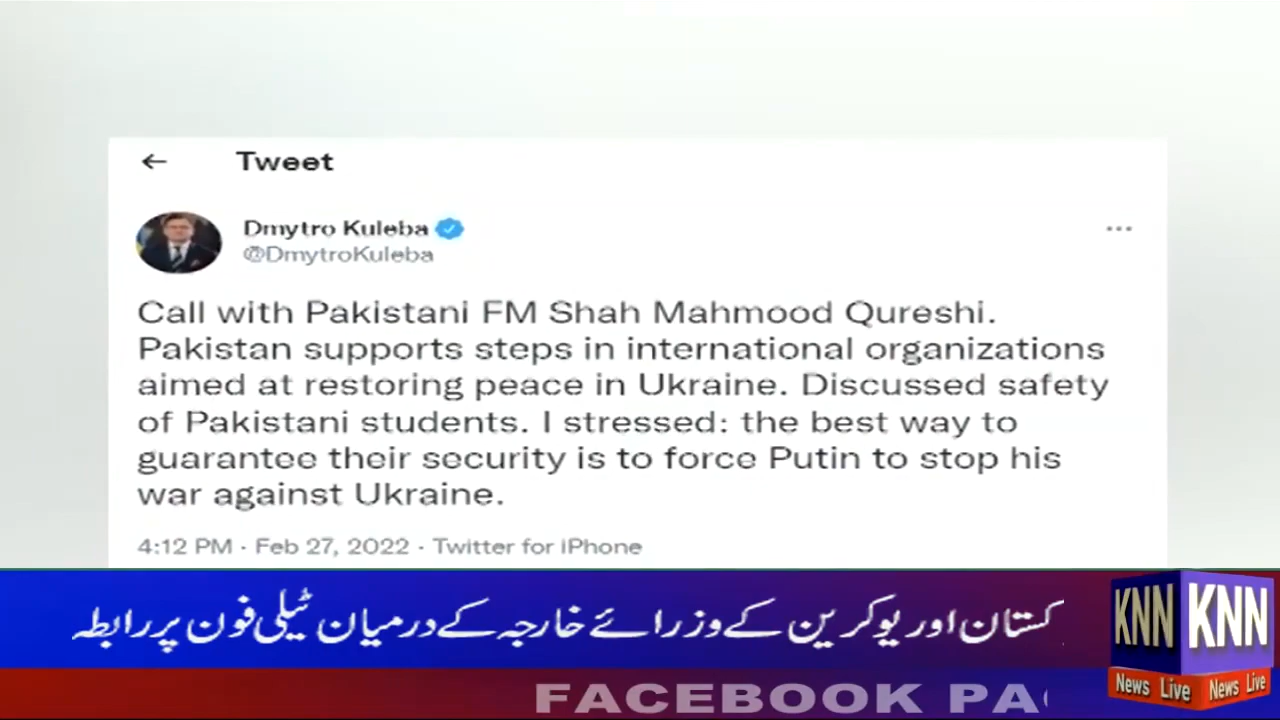 Tweet
Dmytro Kuleba
@DmytroKuleba
Call with Pakistani FM Shah Mahmood Qureshi.
Pakistan supports steps in international organizations
aimed at restoring peace in Ukraine. Discussed safety
of Pakistani students. I stressed: the best way to
guarantee their security is to force Putin to stop his
war against Ukraine.
4:12 PM · Feb 27, 2022 · Twitter for iPhone
کستان اور یوکرین کے وزرائے خارجہ کے درمیان ٹیلی فون پر رابطہ
KNN KNN
News Live News Live
FACEBOOK PA